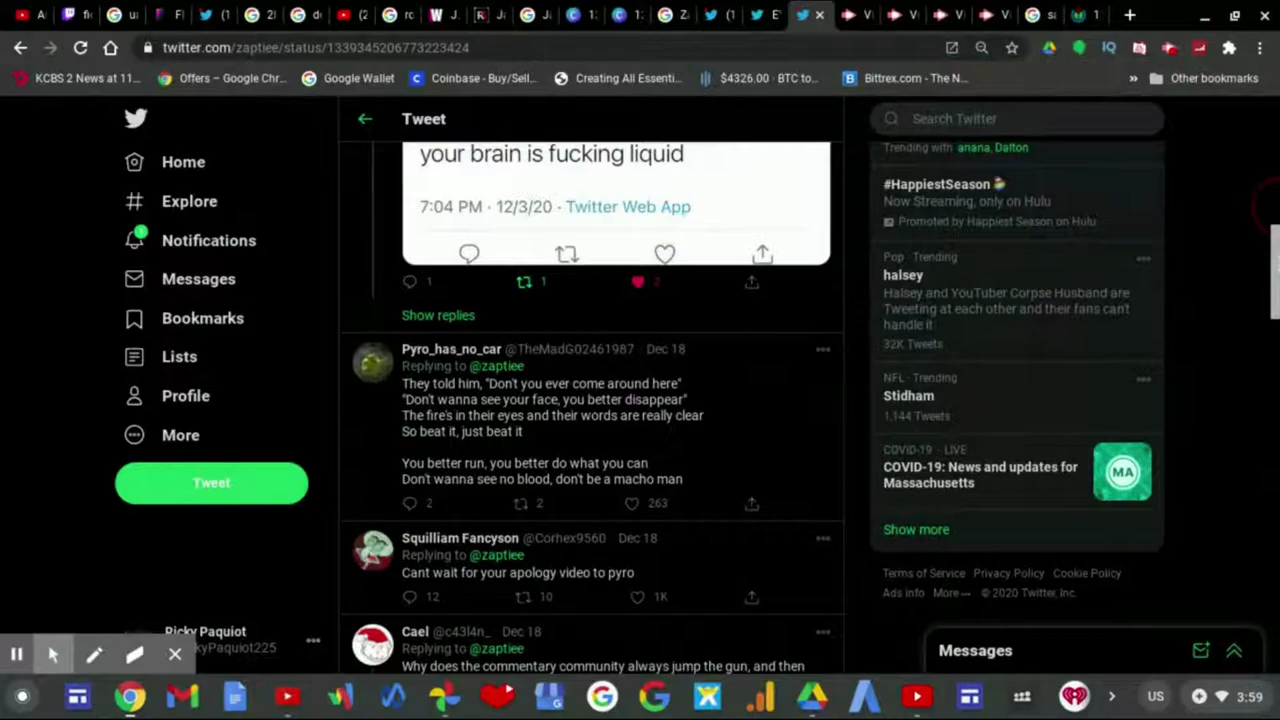 twitter.com/zaptiee/status/1339345206773223424
KCBS 2 News at 11...
Offers – Google Chr...
Google Wallet
Coinbase - Buy/Sell...
Creating All Essenti...
$4326.00 · BTC to...
Bittrex.com - The N...
»
Other bookmarks
Home
Explore
Notifications
Messages
Bookmarks
Lists
Profile
More
Tweet
Ricky Paquiot
kyPaquiot225
Tweet
your brain is fucking liquid
7:04 PM · 12/3/20 · Twitter Web App
1
1
2
Show replies
Pyro_has_no_car @TheMadG02461987 · Dec 18
Replying to @zaptiee
They told him, "Don't you ever come around here"
"Don't wanna see your face, you better disappear"
The fire's in their eyes and their words are really clear
So beat it, just beat it
You better run, you better do what you can
Don't wanna see no blood, don't be a macho man
2
2
263
Squilliam Fancyson @Corhex9560 · Dec 18
Replying to @zaptiee
Cant wait for your apology video to pyro
12
10
1K
Cael @c43l4n_ · Dec 18
Replying to @zaptiee
Why does the commentary community always jump the gun, and then
Search Twitter
Trending with anana, Dalton
#HappiestSeason
Now Streaming, only on Hulu
Promoted by Happiest Season on Hulu
Pop · Trending
halsey
Halsey and YouTuber Corpse Husband are
Tweeting at each other and their fans can't
handle it
32K Tweets
NFL · Trending
Stidham
1,144 Tweets
COVID-19 · LIVE
COVID-19: News and updates for
Massachusetts
MA
Show more
Terms of Service Privacy Policy Cookie Policy
Ads info More··· © 2020 Twitter, Inc.
Messages
US
3:59